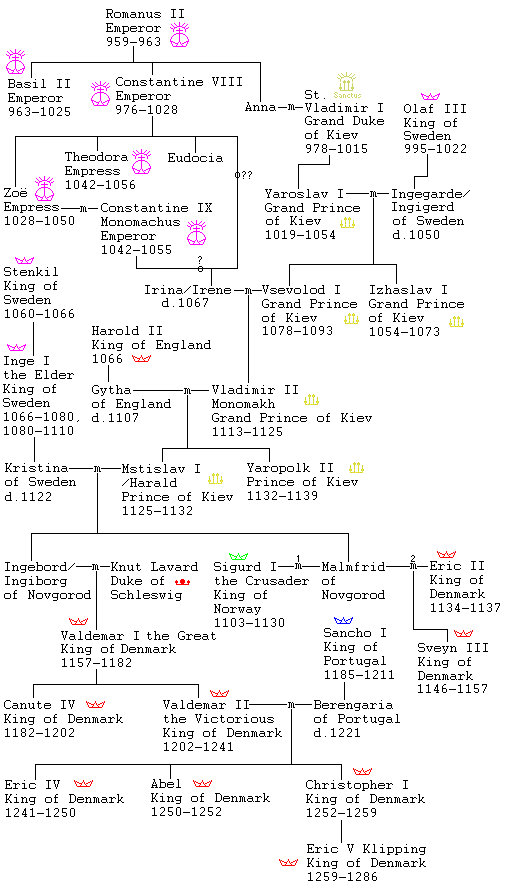 Romanus II
Emperor
959-963
Basil II
Emperor
963-1025
Constantine VIII
Emperor
976-1028
Anna
m
St.
Sanctus
Vladimir I
Grand Duke
of Kiev
978-1015
Olaf III
King of
Sweden
995-1022
Theodora
Empress
1042-1056
Eudocia
o??
Zoë
Empress
1028-1050
m
Constantine IX
Monomachus
Emperor
1042-1055
Yaroslav I
Grand Prince
of Kiev
1019-1054
m
Ingegarde/
Ingigerd
of Sweden
d.1050
?
o
Stenkil
King of
Sweden
1060-1066
Irina/Irene
d.1067
m
Vsevolod I
Grand Prince
of Kiev
1078-1093
Izhaslav I
Grand Prince
of Kiev
1054-1073
Harold II
King of England
1066
Inge I
the Elder
King of
Sweden
1066-1080,
1080-1110
Gytha
of England
d.1107
m
Vladimir II
Monomakh
Grand Prince of Kiev
1113-1125
Kristina
of Sweden
d.1122
m
Mstislav I
/Harald
Prince of Kiev
1125-1132
Yaropolk II
Prince of Kiev
1132-1139
Ingebord/
Ingiborg
of Novgorod
m
Knut Lavard
Duke of
Schleswig
Sigurd I
the Crusader
King of
Norway
1103-1130
1
m
Malmfrid
of
Novgorod
2
m
Eric II
King of
Denmark
1134-1137
Valdemar I the Great
King of Denmark
1157-1182
Sancho I
King of
Portugal
1185-1211
Sveyn III
King of
Denmark
1146-1157
Canute IV
King of Denmark
1182-1202
Valdemar II
the Victorious
King of Denmark
1202-1241
m
Berengaria
of Portugal
d.1221
Eric IV
King of Denmark
1241-1250
Abel
King of Denmark
1250-1252
Christopher I
King of Denmark
1252-1259
Eric V Klipping
King of Denmark
1259-1286